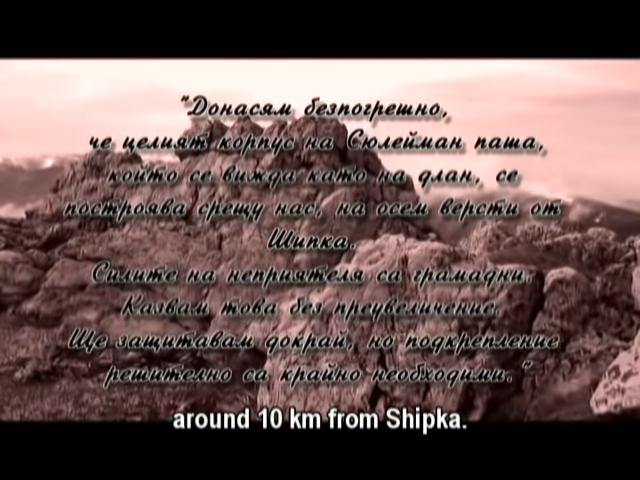 "Донасям безпогрешно,
че целият корпус на Сюлейман паша,
който се вижда като на длан, се
построява срещу нас, на осем версти от
Шипка.
Силите на неприятеля са грамадни.
Казвам това без преувеличение.
Ще защитавам докрай, но подкрепление
решително са крайно необходими."
around 10 km from Shipka.